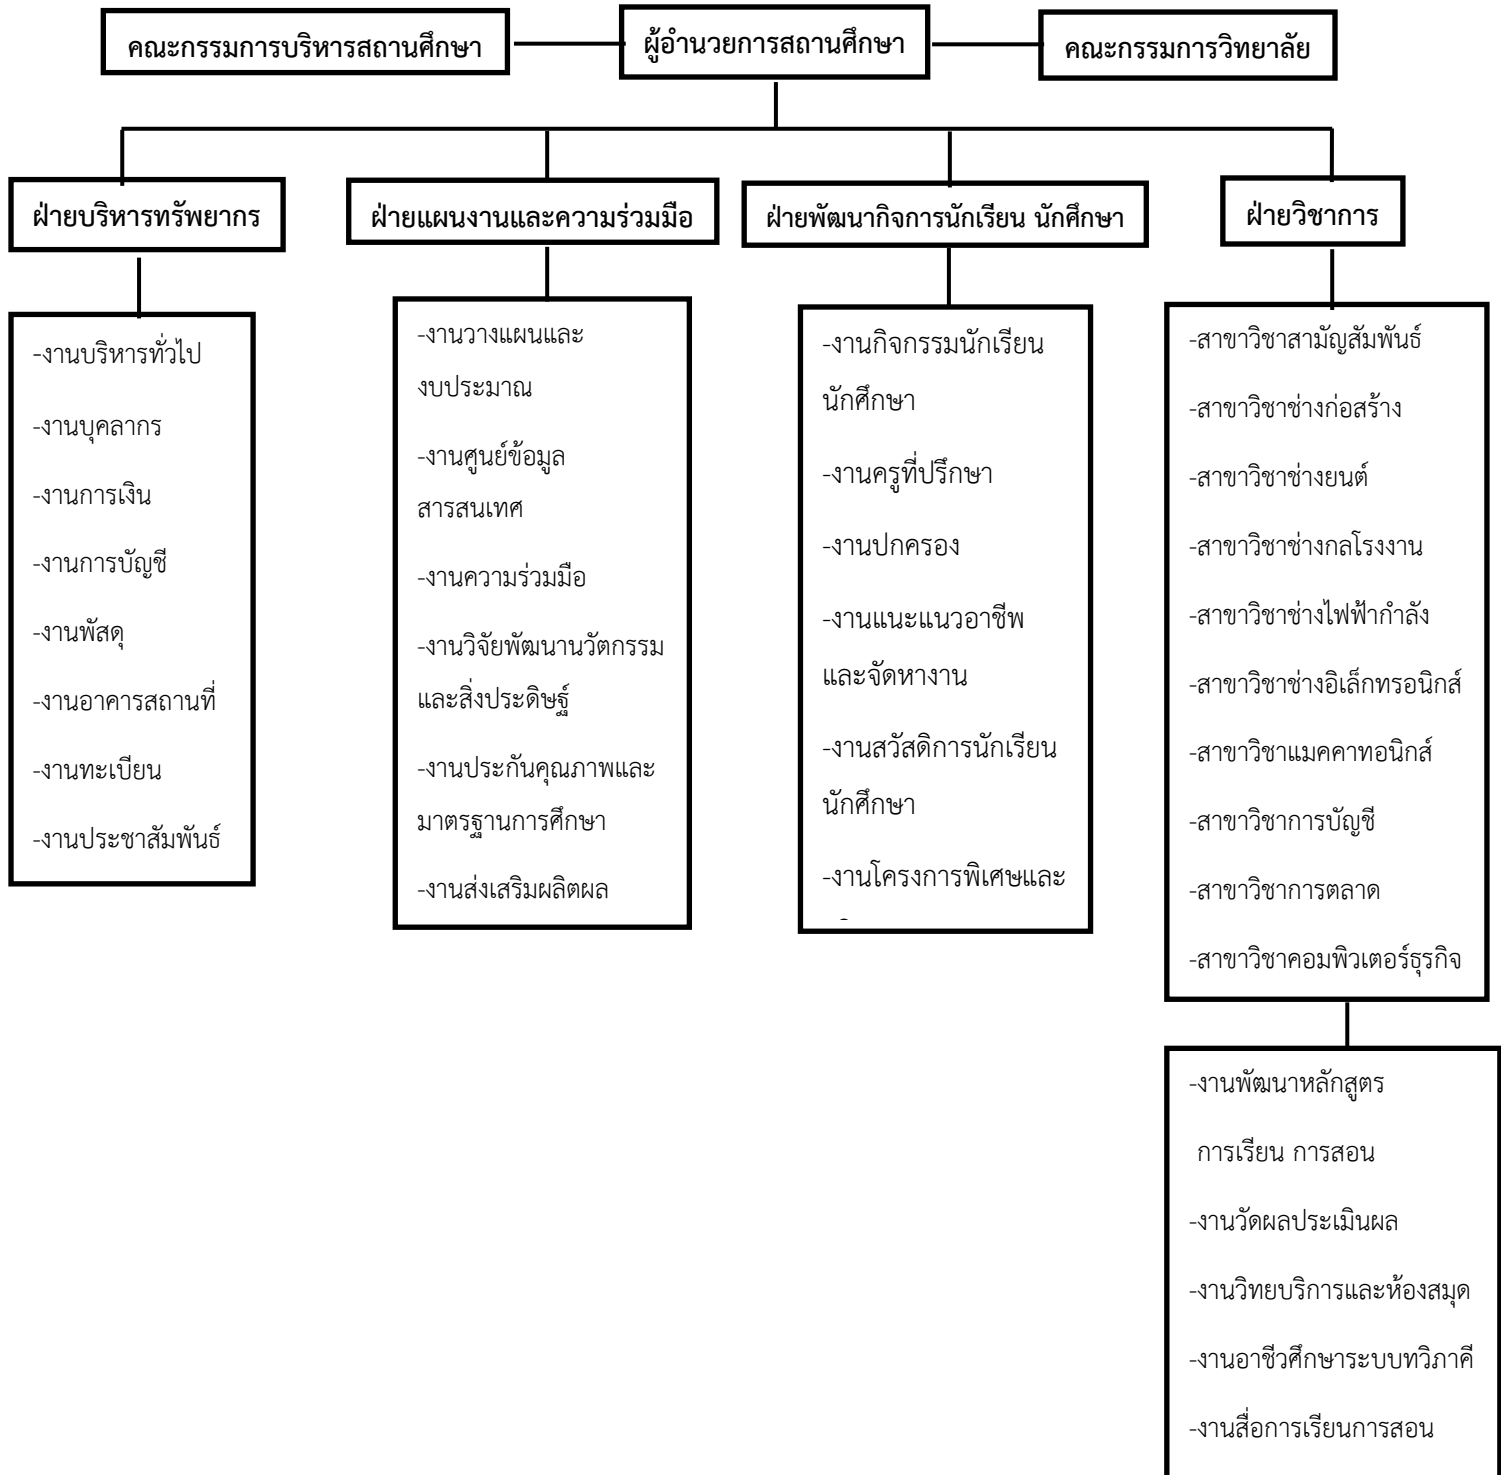 คณะกรรมการบริหารสถานศึกษา
ผู้อำนวยการสถานศึกษา
คณะกรรมการวิทยาลัย
ฝ่ายบริหารทรัพยากร
ฝ่ายแผนงานและความร่วมมือ
ฝ่ายพัฒนากิจการนักเรียน นักศึกษา
ฝ่ายวิชาการ
-งานบริหารทั่วไป
-งานบุคลากร
-งานการเงิน
-งานการบัญชี
-งานพัสดุ
-งานอาคารสถานที่
-งานทะเบียน
-งานประชาสัมพันธ์
-งานวางแผนและ
งบประมาณ
-งานศูนย์ข้อมูล
สารสนเทศ
-งานความร่วมมือ
-งานวิจัยพัฒนานวัตกรรม
และสิ่งประดิษฐ์
-งานประกันคุณภาพและ
มาตรฐานการศึกษา
-งานส่งเสริมผลิตผล
-งานกิจกรรมนักเรียน
นักศึกษา
-งานครูที่ปรึกษา
-งานปกครอง
-งานแนะแนวอาชีพ
และจัดหางาน
-งานสวัสดิการนักเรียน
นักศึกษา
-งานโครงการพิเศษและ
-สาขาวิชาสามัญสัมพันธ์
-สาขาวิชาช่างก่อสร้าง
-สาขาวิชาช่างยนต์
-สาขาวิชาช่างกลโรงงาน
-สาขาวิชาช่างไฟฟ้ากำลัง
-สาขาวิชาช่างอิเล็กทรอนิกส์
-สาขาวิชาแมคคาทอนิกส์
-สาขาวิชาการบัญชี
-สาขาวิชาการตลาด
-สาขาวิชาคอมพิวเตอร์ธุรกิจ
-งานพัฒนาหลักสูตร
การเรียน การสอน
-งานวัดผลประเมินผล
-งานวิทยบริการและห้องสมุด
-งานอาชีวศึกษาระบบทวิภาคี
-งานสื่อการเรียนการสอน